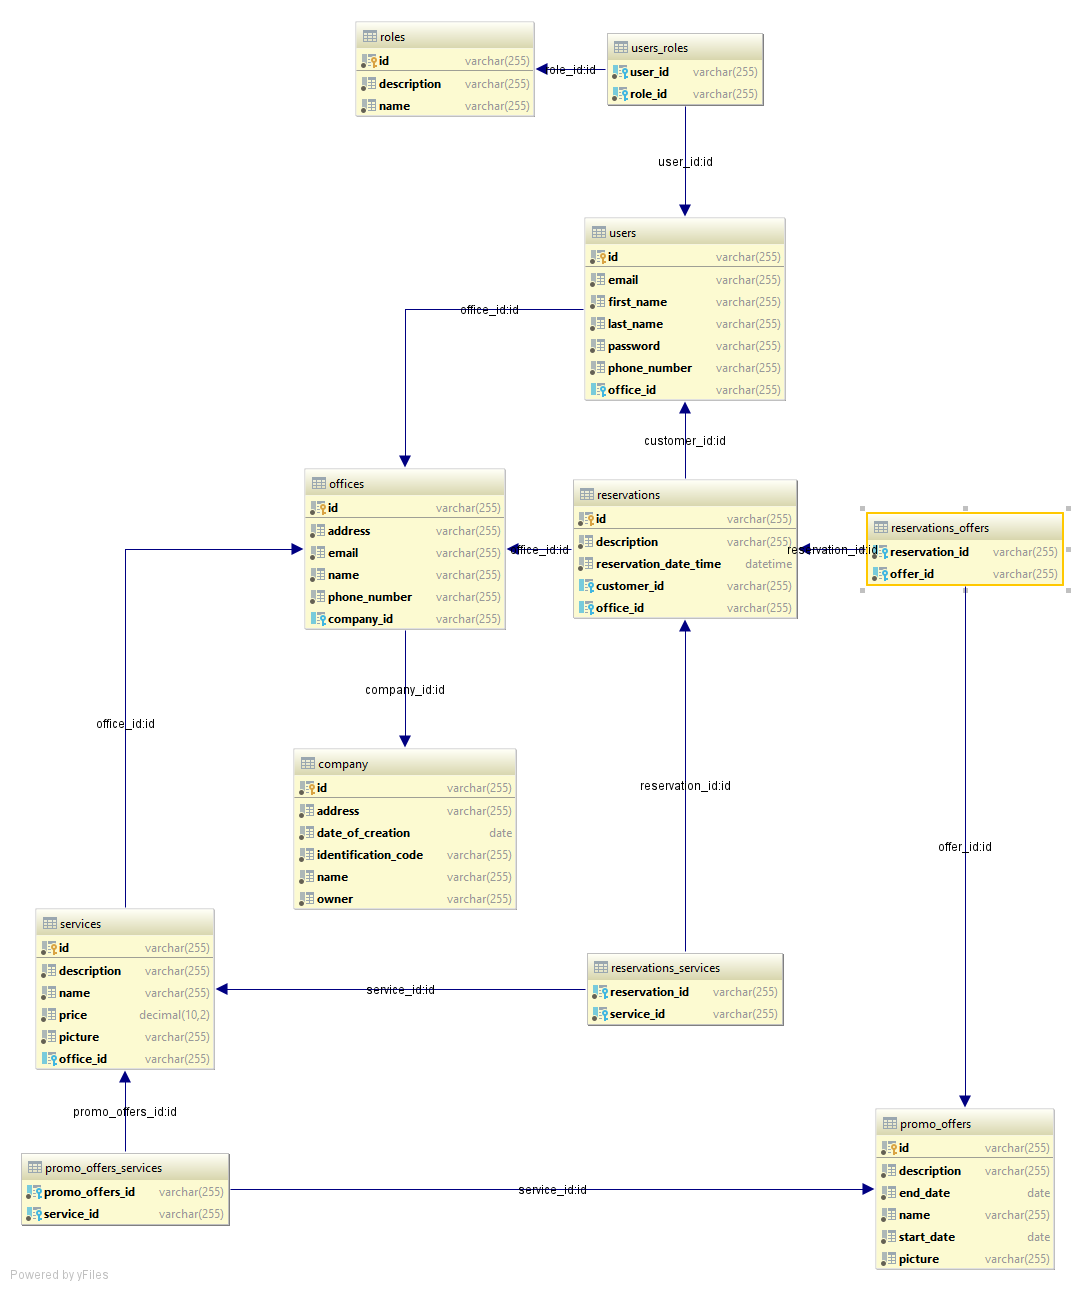 roles
id varchar(255)
description varchar(255)
name varchar(255)
role_id:id
users_roles
user_id varchar(255)
role_id varchar(255)
user_id:id
users
id varchar(255)
email varchar(255)
first_name varchar(255)
last_name varchar(255)
password varchar(255)
phone_number varchar(255)
office_id varchar(255)
office_id:id
customer_id:id
offices
id varchar(255)
address varchar(255)
email varchar(255)
name varchar(255)
phone_number varchar(255)
company_id varchar(255)
office_id:id
reservations
id varchar(255)
description varchar(255)
reservation_date_time datetime
customer_id varchar(255)
office_id varchar(255)
reservation_id:id
reservations_offers
reservation_id varchar(255)
offer_id varchar(255)
company_id:id
office_id:id
company
id varchar(255)
address varchar(255)
date_of_creation date
identification_code varchar(255)
name varchar(255)
owner varchar(255)
reservation_id:id
offer_id:id
services
id varchar(255)
description varchar(255)
name varchar(255)
price decimal(10,2)
picture varchar(255)
office_id varchar(255)
service_id:id
reservations_services
reservation_id varchar(255)
service_id varchar(255)
promo_offers_id:id
promo_offers_services
promo_offers_id varchar(255)
service_id varchar(255)
service_id:id
promo_offers
id varchar(255)
description varchar(255)
end_date date
name varchar(255)
start_date date
picture varchar(255)
Powered by yFiles